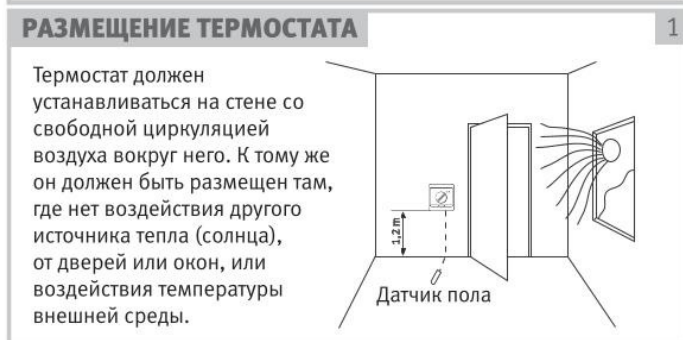 РАЗМЕЩЕНИЕ ТЕРМОСТАТА
1
Термостат должен
устанавливаться на стене со
свободной циркуляцией
воздуха вокруг него. К тому же
он должен быть размещен там,
где нет воздействия другого
источника тепла (солнца),
от дверей или окон, или
воздействия температуры
внешней среды.
1,2 m
Датчик пола